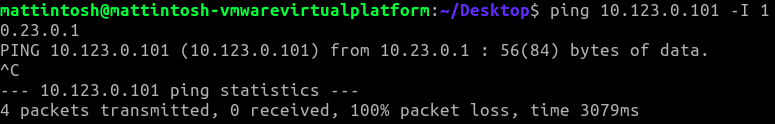 mattintosh@mattintosh-vmwarevirtualplatform:~/Desktop$ ping 10.123.0.101 -I 1
0.23.0.1
PING 10.123.0.101 (10.123.0.101) from 10.23.0.1 : 56(84) bytes of data.
^C
--- 10.123.0.101 ping statistics ---
4 packets transmitted, 0 received, 100% packet loss, time 3079ms